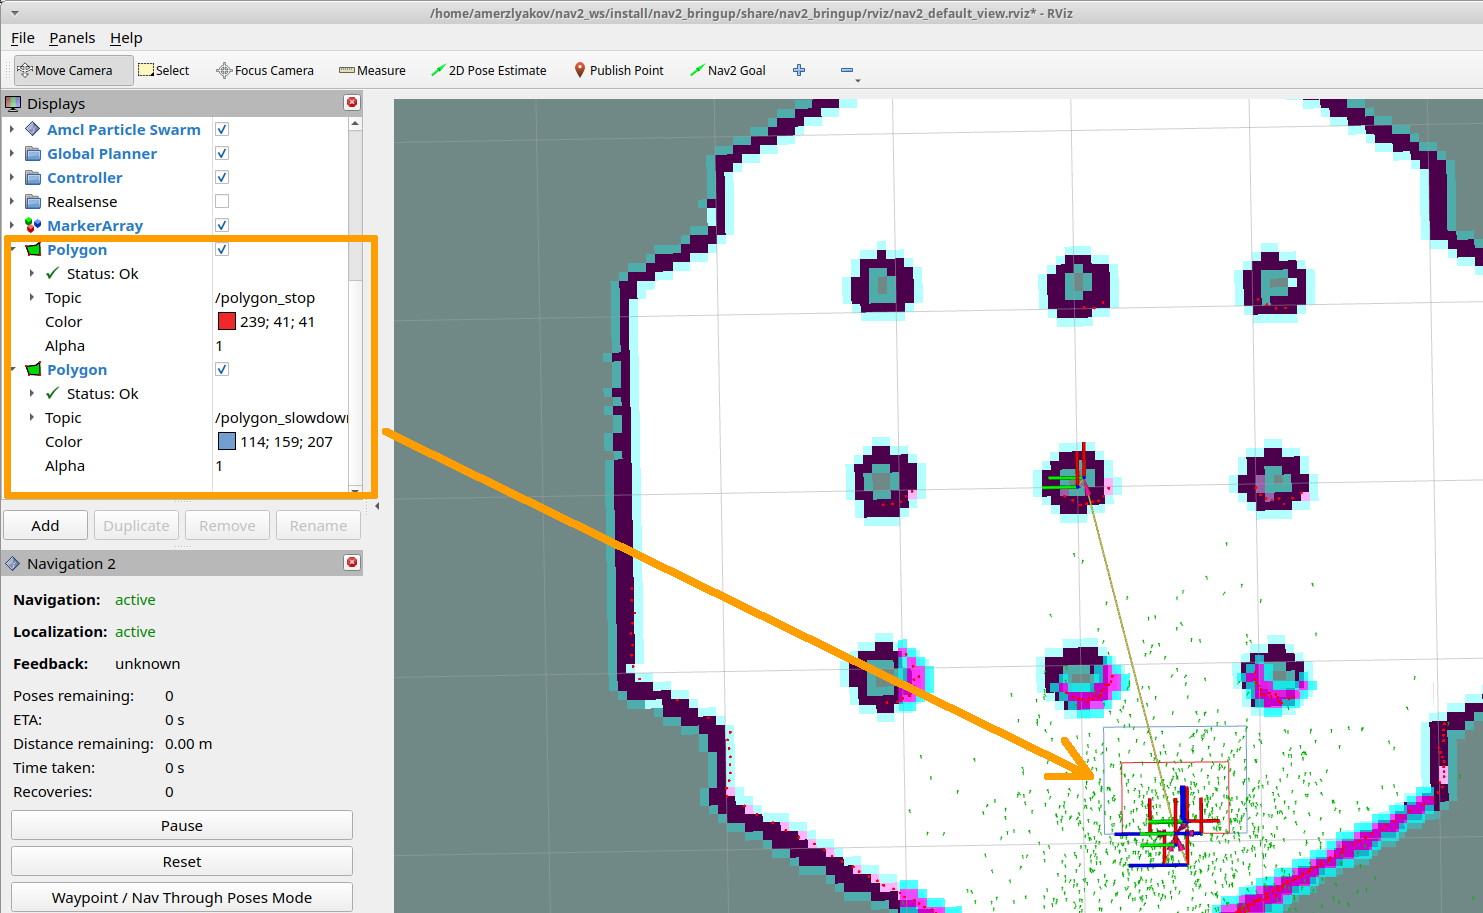 /home/amerzlyakov/nav2_ws/install/nav2_bringup/share/nav2_bringup/rviz/nav2_default_view.rviz* - RViz
File Panels Help
Move Camera Select Focus Camera Measure 2D Pose Estimate Publish Point Nav2 Goal
Displays
Amcl Particle Swarm
Global Planner
Controller
Realsense
MarkerArray
Polygon
Status: Ok
Topic /polygon_stop
Color 239; 41; 41
Alpha 1
Polygon
Status: Ok
Topic /polygon_slowdown
Color 114; 159; 207
Alpha 1
Add Duplicate Remove Rename
Navigation 2
Navigation: active
Localization: active
Feedback: unknown
Poses remaining: 0
ETA: 0 s
Distance remaining: 0.00 m
Time taken: 0 s
Recoveries: 0
Pause
Reset
Waypoint / Nav Through Poses Mode